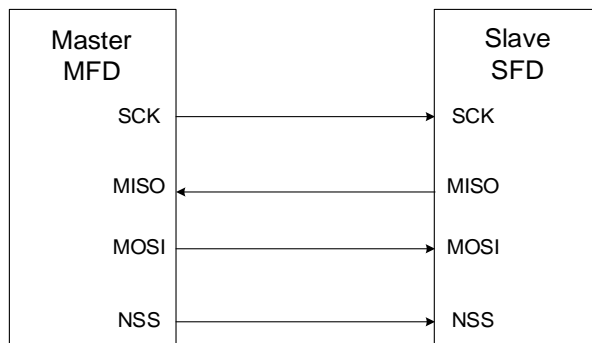 Master
MFD
Slave
SFD
SCK
SCK
MISO
MISO
MOSI
MOSI
NSS
NSS